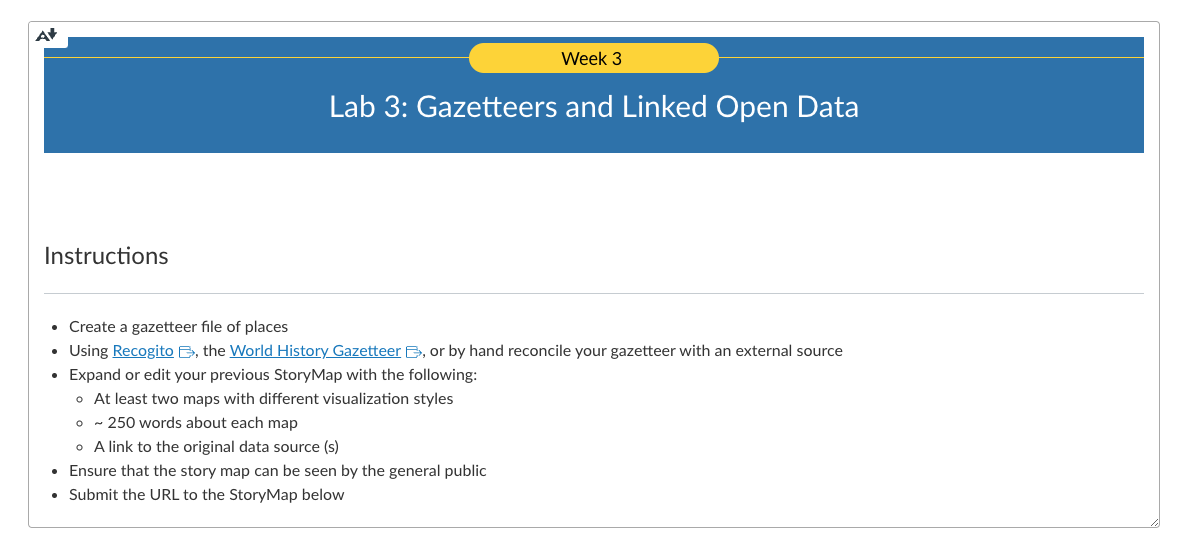 Week 3
Lab 3: Gazetteers and Linked Open Data
Instructions
Create a gazetteer file of places
Using Recogito, the World History Gazetteer, or by hand reconcile your gazetteer with an external source
Expand or edit your previous StoryMap with the following:
At least two maps with different visualization styles
~ 250 words about each map
A link to the original data source (s)
Ensure that the story map can be seen by the general public
Submit the URL to the StoryMap below